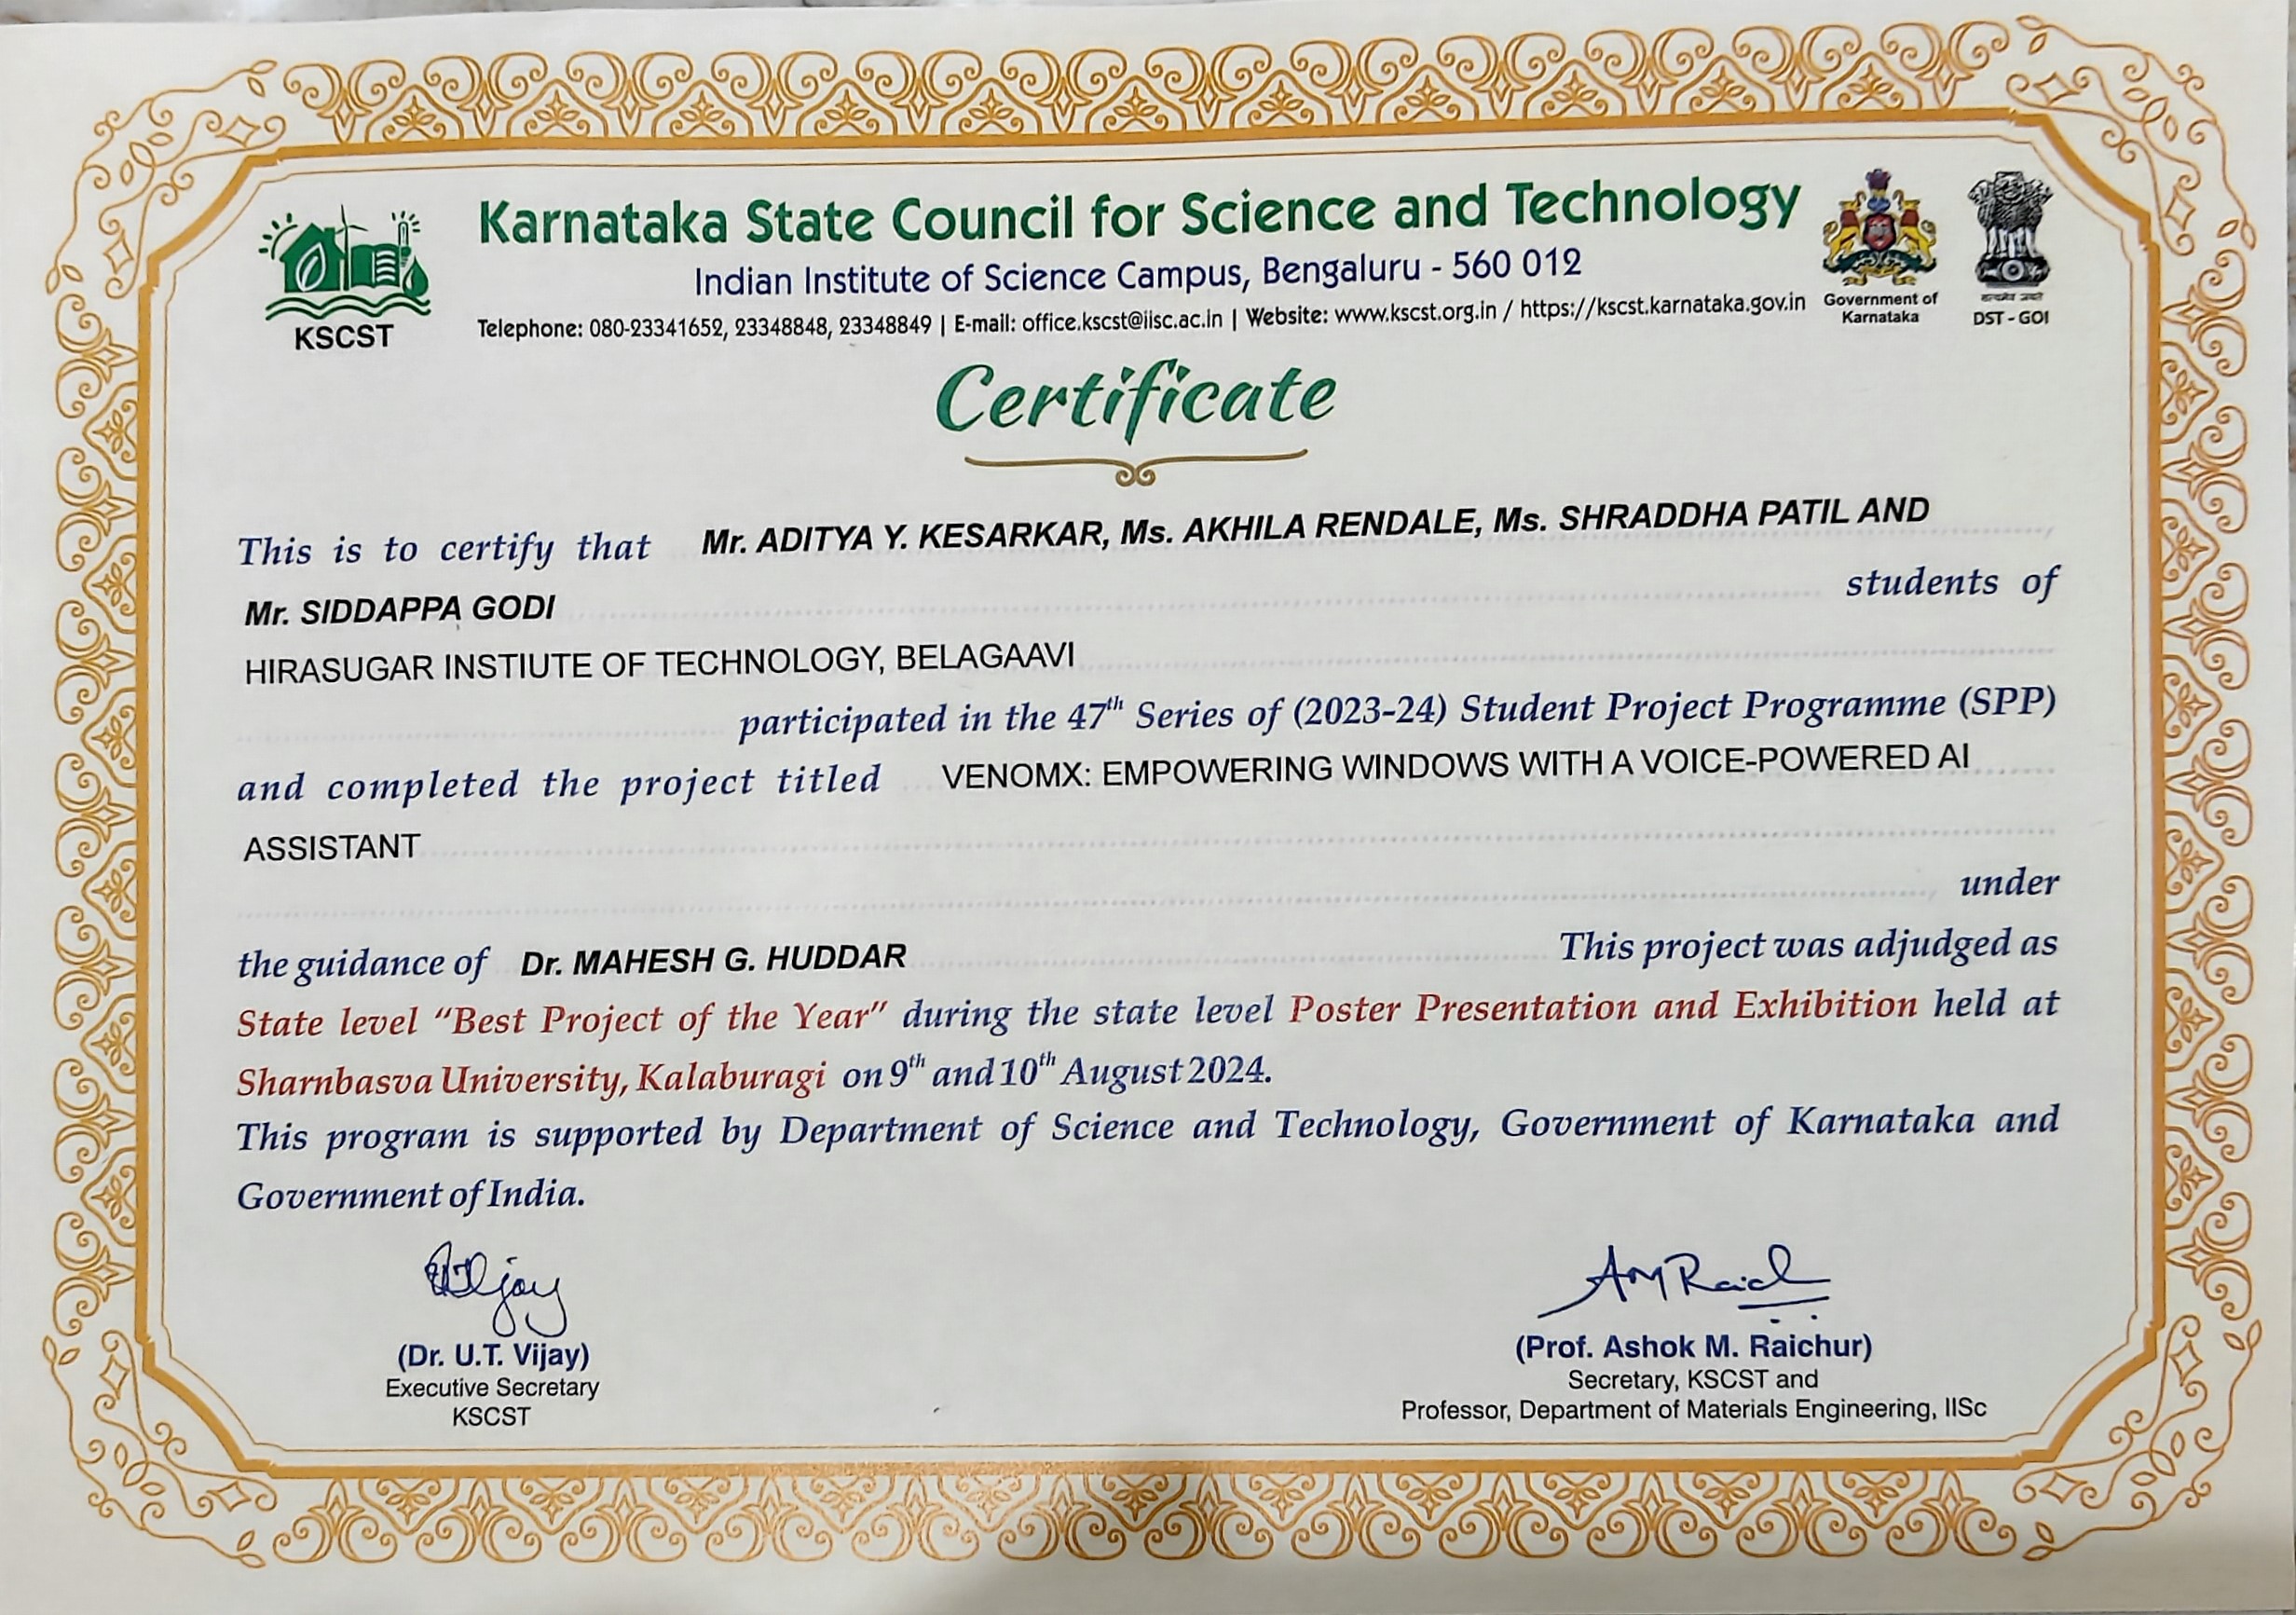 Karnataka State Council for Science and Technology
Indian Institute of Science Campus, Bengaluru - 560 012
Telephone: 080-23341652, 23348848, 23348849 | E-mail: office.kscst@iisc.ac.in | Website: www.kscst.org.in / https://kscst.karnataka.gov.in
KSCST
Government of
Karnataka
सत्यमेव जयते
DST - GOI
Certificate
This is to certify that Mr. ADITYA Y. KESARKAR, Ms. AKHILA RENDALE, Ms. SHRADDHA PATIL AND
Mr. SIDDAPPA GODI students of
HIRASUGAR INSTIUTE OF TECHNOLOGY, BELAGAAVI
participated in the 47th Series of (2023-24) Student Project Programme (SPP)
and completed the project titled VENOMX: EMPOWERING WINDOWS WITH A VOICE-POWERED AI
ASSISTANT
under
the guidance of Dr. MAHESH G. HUDDAR This project was adjudged as
State level “Best Project of the Year” during the state level Poster Presentation and Exhibition held at
Sharnbasva University, Kalaburagi on 9th and 10th August 2024.
This program is supported by Department of Science and Technology, Government of Karnataka and
Government of India.
(Dr. U.T. Vijay)
Executive Secretary
KSCST
(Prof. Ashok M. Raichur)
Secretary, KSCST and
Professor, Department of Materials Engineering, IISc